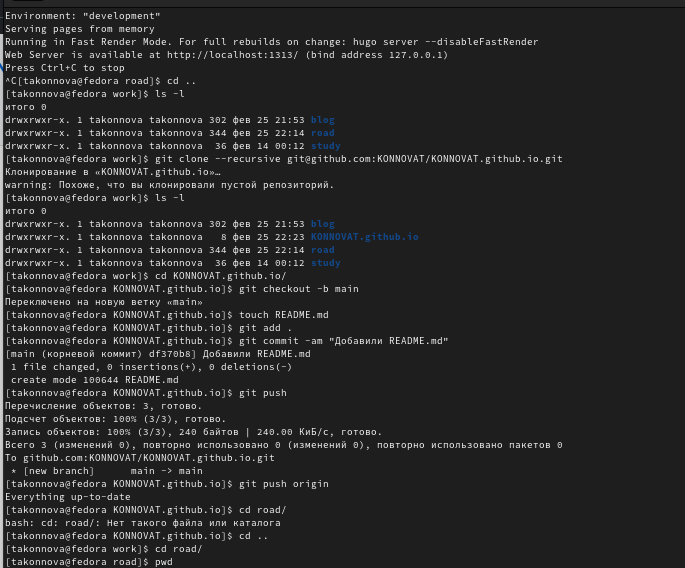 Environment: "development"
Serving pages from memory
Running in Fast Render Mode. For full rebuilds on change: hugo server --disableFastRender
Web Server is available at http://localhost:1313/ (bind address 127.0.0.1)
Press Ctrl+C to stop
^C[takonnova@fedora road]$ cd ..
[takonnova@fedora work]$ ls -l
итого 0
drwxrwxr-x. 1 takonnova takonnova 302 фев 25 21:53 blog
drwxrwxr-x. 1 takonnova takonnova 344 фев 25 22:14 road
drwxrwxr-x. 1 takonnova takonnova  36 фев 14 00:12 study
[takonnova@fedora work]$ git clone --recursive git@github.com:KONNOVAT/KONNOVAT.github.io.git
Клонирование в «KONNOVAT.github.io»…
warning: Похоже, что вы клонировали пустой репозиторий.
[takonnova@fedora work]$ ls -l
итого 0
drwxrwxr-x. 1 takonnova takonnova 302 фев 25 21:53 blog
drwxrwxr-x. 1 takonnova takonnova   8 фев 25 22:23 KONNOVAT.github.io
drwxrwxr-x. 1 takonnova takonnova 344 фев 25 22:14 road
drwxrwxr-x. 1 takonnova takonnova  36 фев 14 00:12 study
[takonnova@fedora work]$ cd KONNOVAT.github.io/
[takonnova@fedora KONNOVAT.github.io]$ git checkout -b main
Переключено на новую ветку «main»
[takonnova@fedora KONNOVAT.github.io]$ touch README.md
[takonnova@fedora KONNOVAT.github.io]$ git add .
[takonnova@fedora KONNOVAT.github.io]$ git commit -am "Добавили README.md"
[main (корневой коммит) df370b8] Добавили README.md
 1 file changed, 0 insertions(+), 0 deletions(-)
 create mode 100644 README.md
[takonnova@fedora KONNOVAT.github.io]$ git push
Перечисление объектов: 3, готово.
Подсчет объектов: 100% (3/3), готово.
Запись объектов: 100% (3/3), 240 байтов | 240.00 КиБ/с, готово.
Всего 3 (изменений 0), повторно использовано 0 (изменений 0), повторно использовано пакетов 0
To github.com:KONNOVAT/KONNOVAT.github.io.git
 * [new branch]      main -> main
[takonnova@fedora KONNOVAT.github.io]$ git push origin
Everything up-to-date
[takonnova@fedora KONNOVAT.github.io]$ cd road/
bash: cd: road/: Нет такого файла или каталога
[takonnova@fedora KONNOVAT.github.io]$ cd ..
[takonnova@fedora work]$ cd road/
[takonnova@fedora road]$ pwd